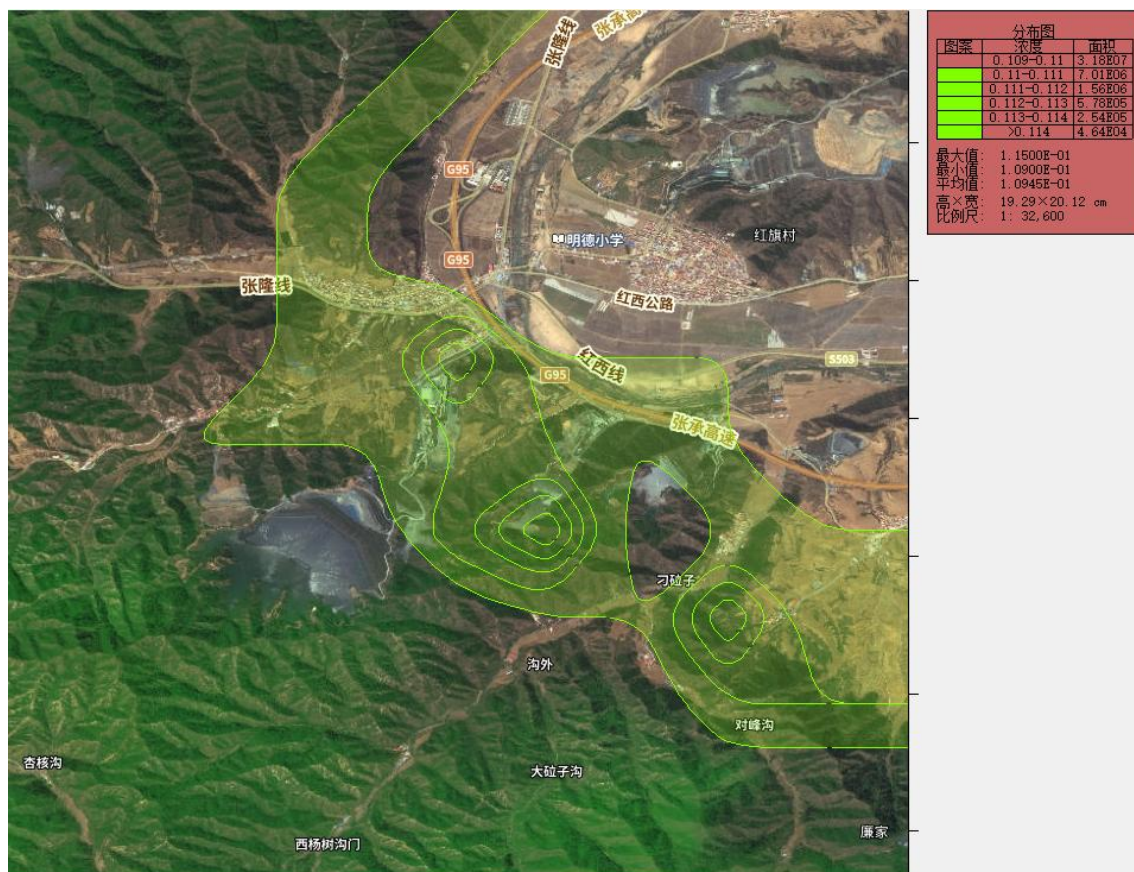 张承高
张隆线
G95
明德小学
红旗村
G95
张隆线
红西公路
红西线
S503
G95
张承高速
刁砬子
沟外
对峰沟
杏核沟
大砬子沟
西杨树沟门
廉家
分布图
图案 浓度 面积
0.109-0.11 3.18E07
0.11-0.111 7.01E06
0.111-0.112 1.56E06
0.112-0.113 5.78E05
0.113-0.114 2.54E05
>0.114 4.64E04
最大值: 1.1500E-01
最小值: 1.0900E-01
平均值: 1.0945E-01
高×宽: 19.29×20.12 cm
比例尺: 1: 32,600